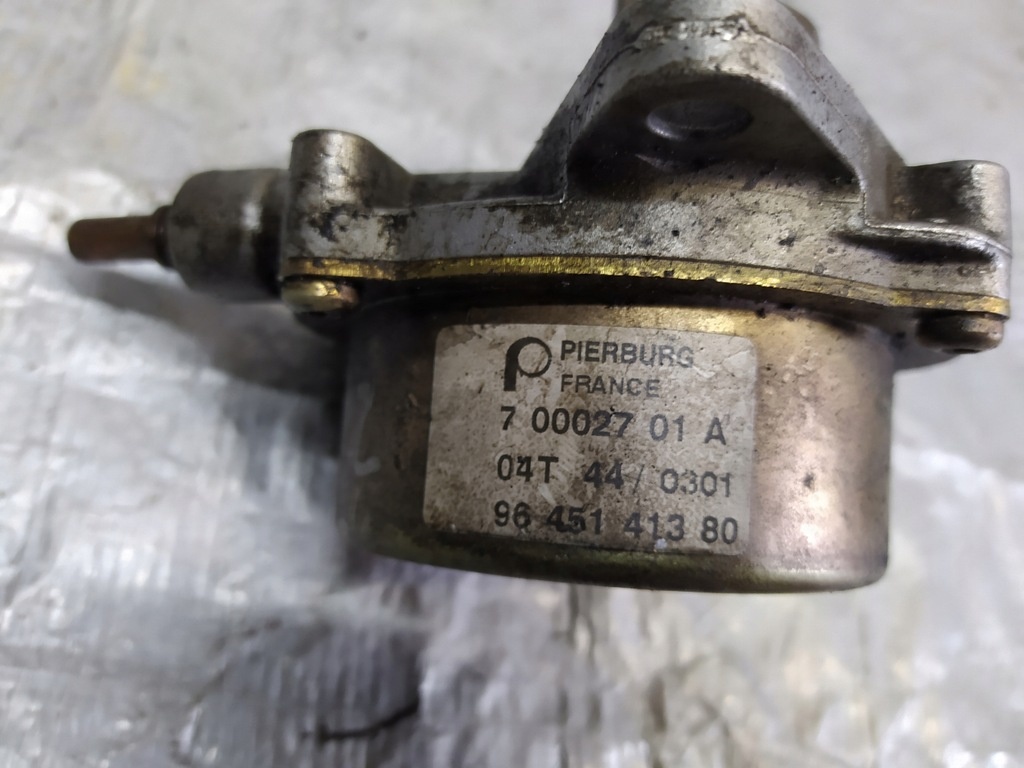 PIERBURG
FRANCE
7 00027 01 A
04T 44 / 0301
96 451 413 80